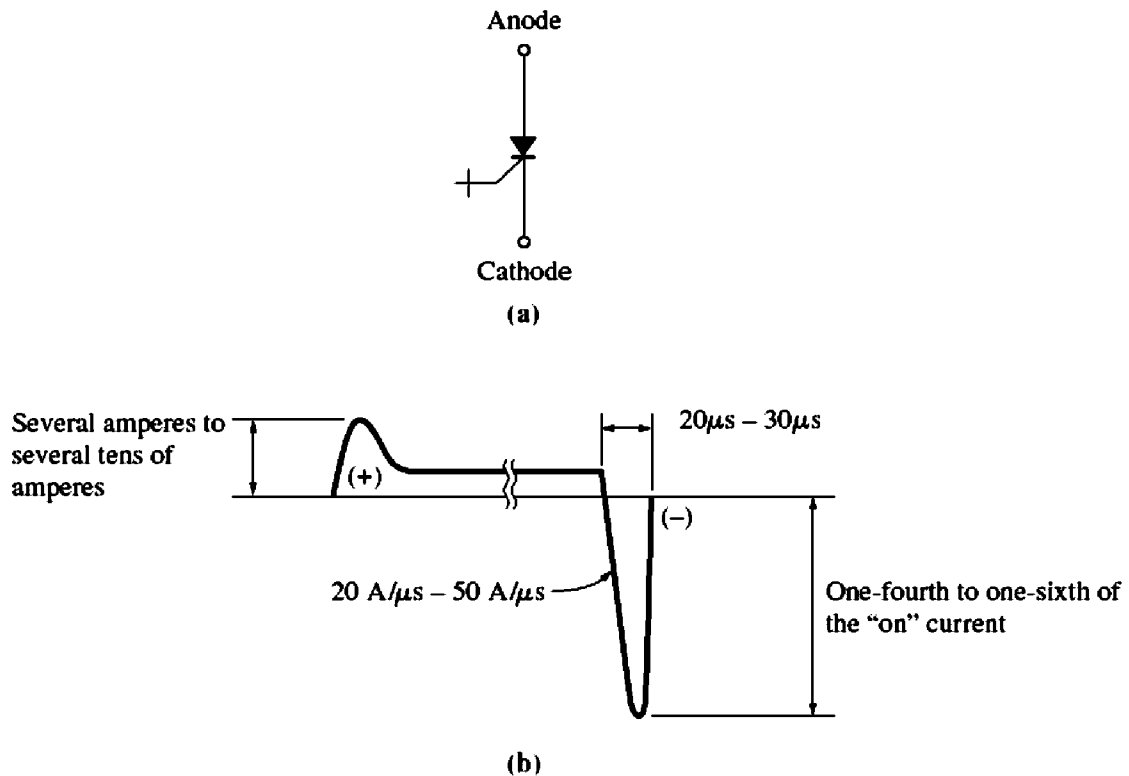 Anode
Cathode
(a)
Several amperes to
several tens of
amperes
(+)
20μs – 30μs
(–)
20 A/μs – 50 A/μs
One-fourth to one-sixth of
the “on” current
(b)